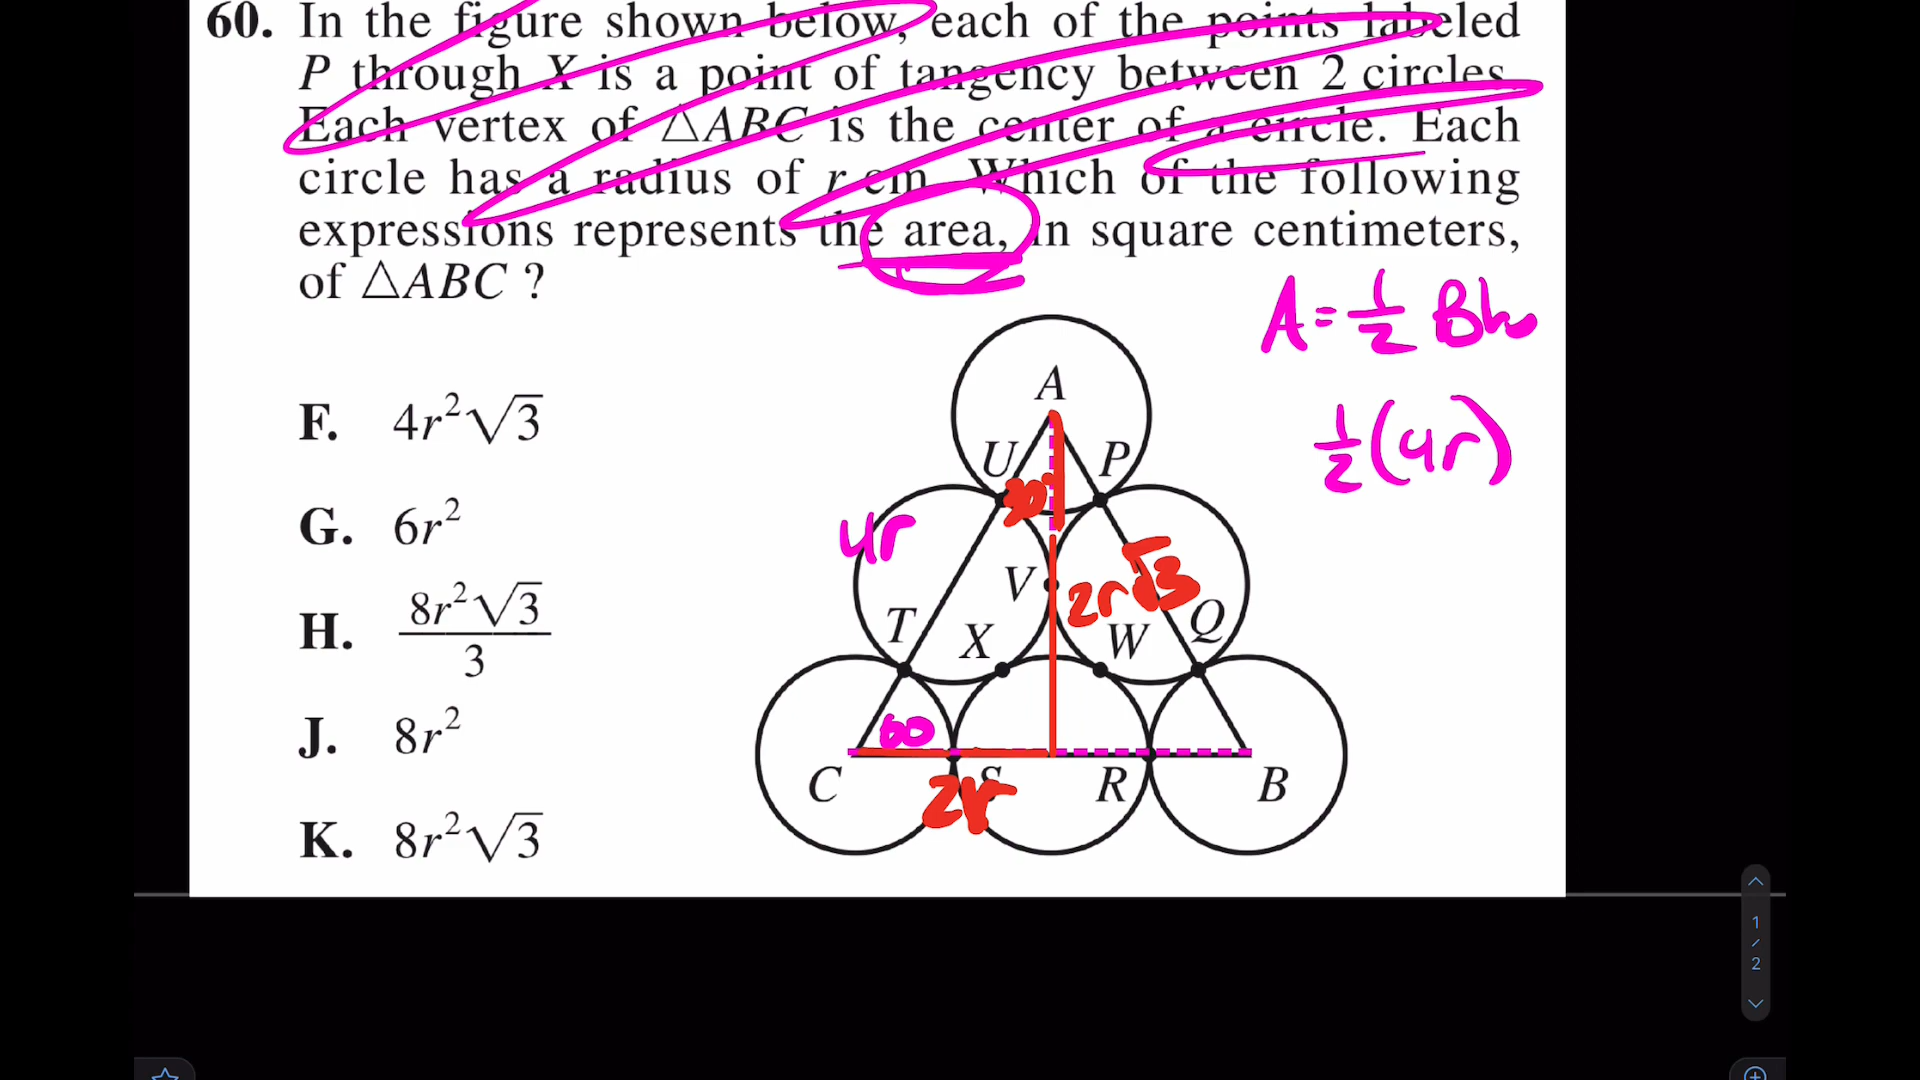 60. In the figure shown below, each of the points labeled
P through X is a point of tangency between 2 circles.
Each vertex of △ABC is the center of a circle. Each
circle has a radius of r cm. Which of the following
expressions represents the area, in square centimeters,
of △ABC ?
A = 1/2 Bh
1/2 (4r)
F. 4r²√3
G. 6r²
H. 8r²√3 / 3
J. 8r²
K. 8r²√3
A
U P
30°
4r
V 2r√3
T X W Q
60
C S R B
2r
1
/
2